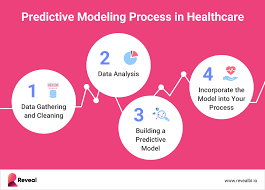 Predictive Modeling Process in Healthcare
1
Data Gathering
and Cleaning
2
Data Analysis
3
Building a
Predictive
Model
4
Incorporate the
Model into Your
Process
Reveal
www.revealbi.io